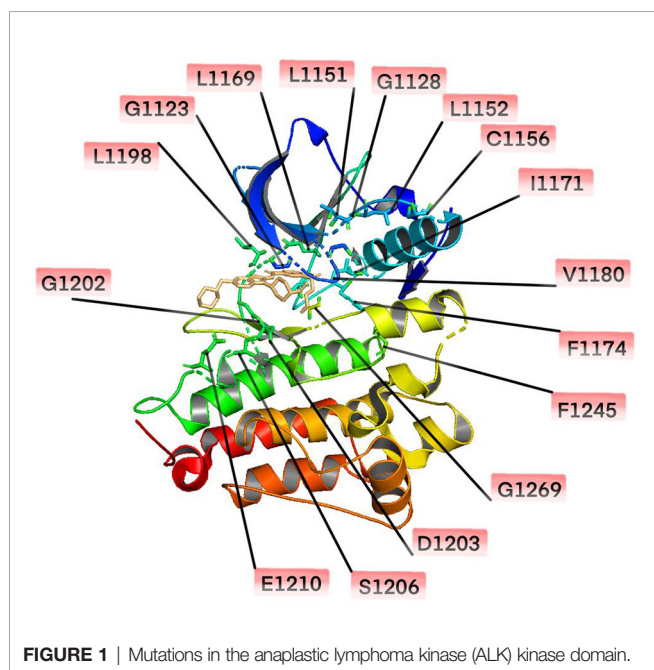 L1169
L1151
G1128
G1123
L1152
L1198
C1156
I1171
G1202
V1180
F1174
F1245
G1269
D1203
E1210
S1206
FIGURE 1 | Mutations in the anaplastic lymphoma kinase (ALK) kinase domain.